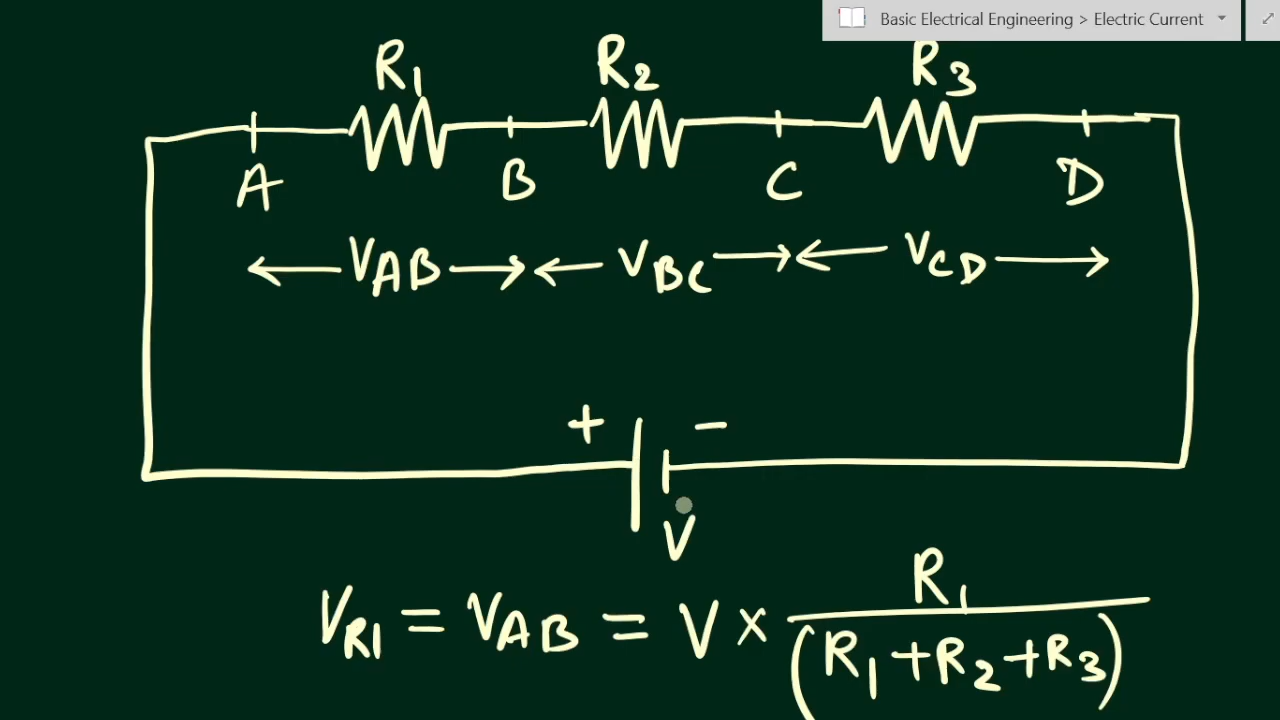 Basic Electrical Engineering > Electric Current
R1 R2 R3
A B C D
VAB VBC VCD
+ −
V
VR1 = VAB = V × R1 / (R1+R2+R3)